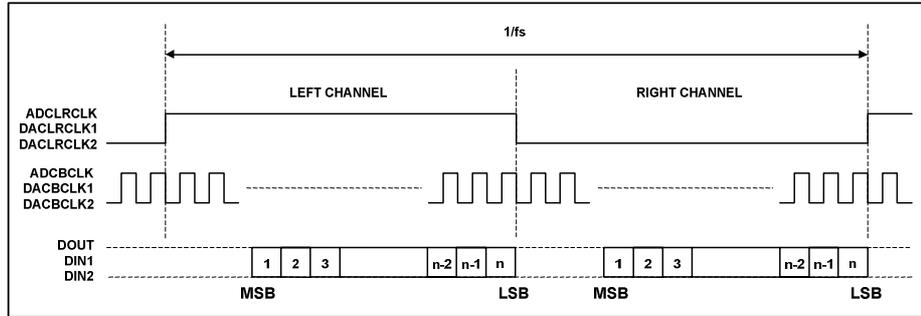 1/fs
LEFT CHANNEL RIGHT CHANNEL
ADCLRCLK
DACLRCLK1
DACLRCLK2
ADCBCLK
DACBCLK1
DACBCLK2
DOUT
DIN1
DIN2
1 2 3 n-2 n-1 n 1 2 3 n-2 n-1 n
MSB LSB MSB LSB